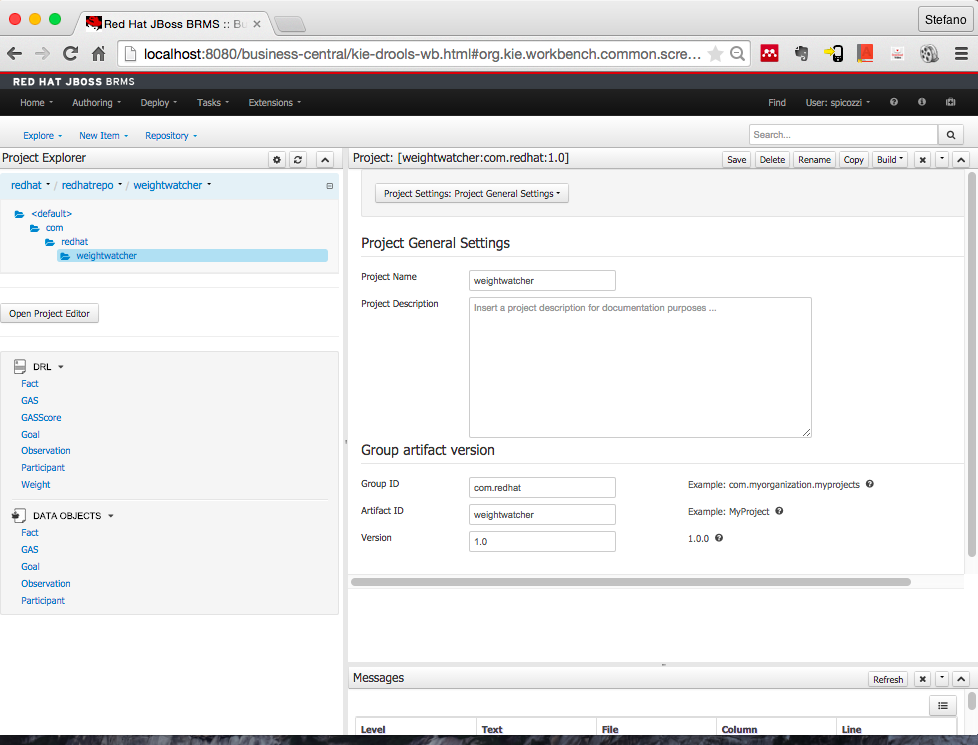 Red Hat JBoss BRMS :: Bu
Stefano
localhost:8080/business-central/kie-drools-wb.html#org.kie.workbench.common.scre...
RED HAT JBOSS BRMS
Home Authoring Deploy Tasks Extensions Find User: spicozzi
Explore New Item Repository Search...
Project Explorer
redhat / redhatrepo / weightwatcher
<default>
com
redhat
weightwatcher
Open Project Editor
DRL
Fact
GAS
GASScore
Goal
Observation
Participant
Weight
DATA OBJECTS
Fact
GAS
Goal
Observation
Participant
Project: [weightwatcher:com.redhat:1.0] Save Delete Rename Copy Build
Project Settings: Project General Settings
Project General Settings
Project Name weightwatcher
Project Description Insert a project description for documentation purposes ...
Group artifact version
Group ID com.redhat Example: com.myorganization.myprojects
Artifact ID weightwatcher Example: MyProject
Version 1.0 1.0.0
Messages Refresh
Level Text File Column Line